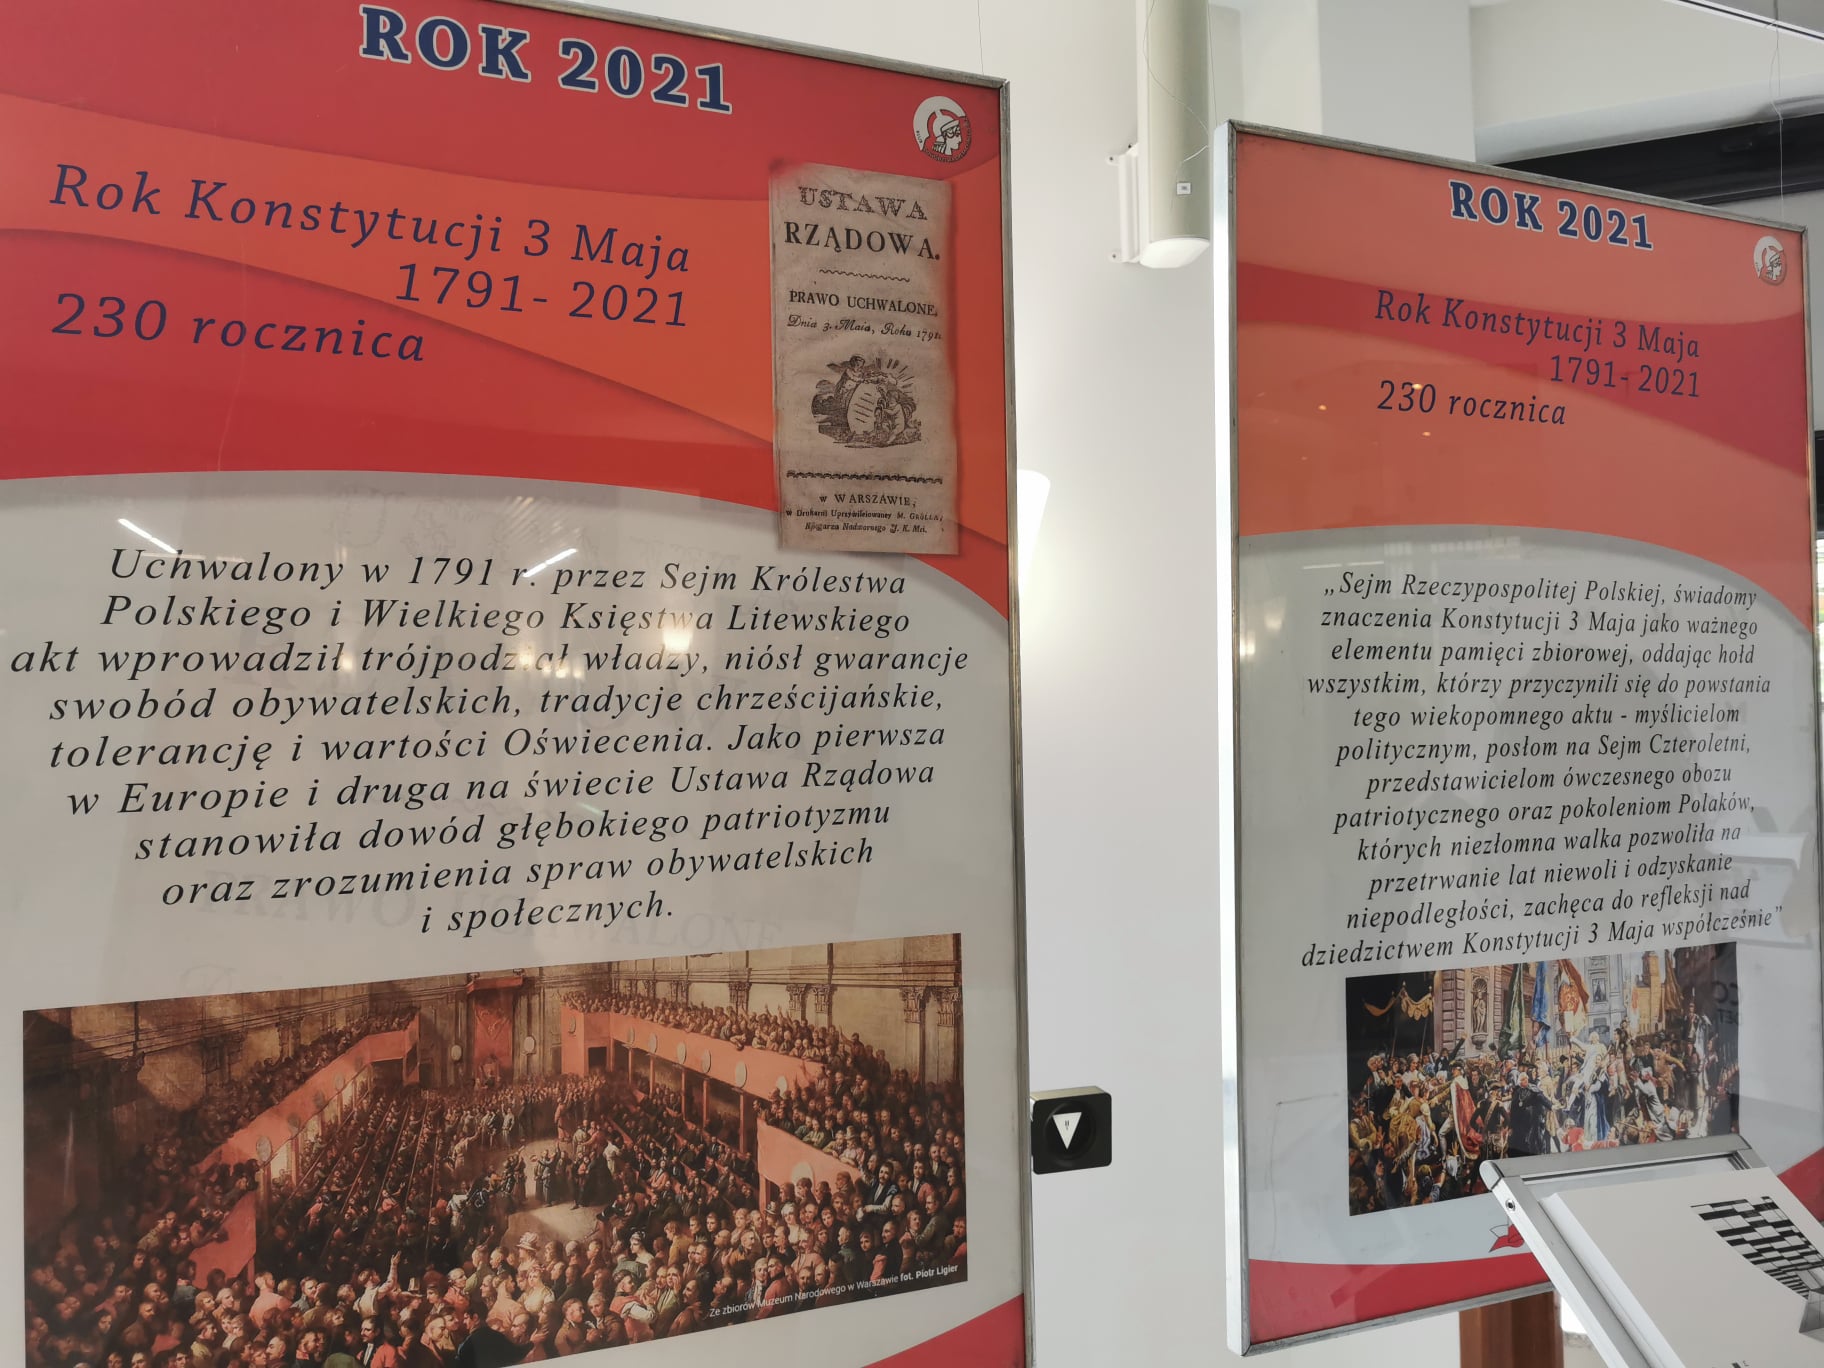 ROK 2021
Rok Konstytucji 3 Maja
1791- 2021
230 rocznica
USTAWA
RZĄDOWA.
PRAWO UCHWALONE,
Dnia 3. Maia, Roku 1791.
w WARSZAWIE,
w Drukarni Uprzywileiowaney M. GRÖLLA,
Xięgarza Nadwornego J. K. Mci.
Uchwalony w 1791 r. przez Sejm Królestwa
Polskiego i Wielkiego Księstwa Litewskiego
akt wprowadził trójpodział władzy, niósł gwarancje
swobód obywatelskich, tradycje chrześcijańskie,
tolerancję i wartości Oświecenia. Jako pierwsza
w Europie i druga na świecie Ustawa Rządowa
stanowiła dowód głębokiego patriotyzmu
oraz zrozumienia spraw obywatelskich
i społecznych.
Ze zbiorów Muzeum Narodowego w Warszawie fot. Piotr Ligier
ROK 2021
Rok Konstytucji 3 Maja
1791- 2021
230 rocznica
„Sejm Rzeczypospolitej Polskiej, świadomy
znaczenia Konstytucji 3 Maja jako ważnego
elementu pamięci zbiorowej, oddając hołd
wszystkim, którzy przyczynili się do powstania
tego wiekopomnego aktu - myślicielom
politycznym, posłom na Sejm Czteroletni,
przedstawicielom ówczesnego obozu
patriotycznego oraz pokoleniom Polaków,
których niezłomna walka pozwoliła na
przetrwanie lat niewoli i odzyskanie
niepodległości, zachęca do refleksji nad
dziedzictwem Konstytucji 3 Maja współcześnie”